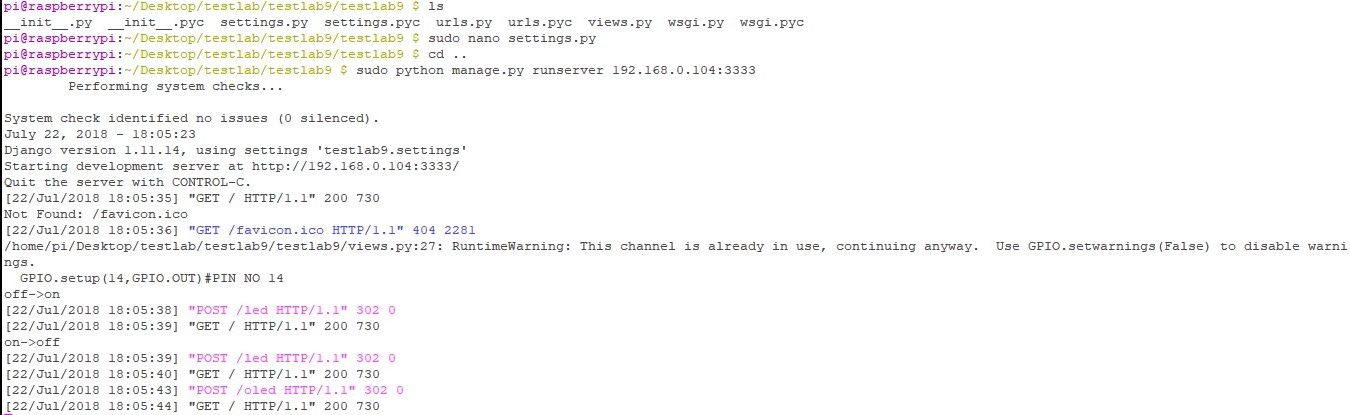 pi@raspberrypi:~/Desktop/testlab/testlab9/testlab9 $ ls
__init__.py  __init__.pyc  settings.py  settings.pyc  urls.py  urls.pyc  views.py  wsgi.py  wsgi.pyc
pi@raspberrypi:~/Desktop/testlab/testlab9/testlab9 $ sudo nano settings.py
pi@raspberrypi:~/Desktop/testlab/testlab9/testlab9 $ cd ..
pi@raspberrypi:~/Desktop/testlab/testlab9 $ sudo python manage.py runserver 192.168.0.104:3333
Performing system checks...
System check identified no issues (0 silenced).
July 22, 2018 - 18:05:23
Django version 1.11.14, using settings 'testlab9.settings'
Starting development server at http://192.168.0.104:3333/
Quit the server with CONTROL-C.
[22/Jul/2018 18:05:35] "GET / HTTP/1.1" 200 730
Not Found: /favicon.ico
[22/Jul/2018 18:05:36] "GET /favicon.ico HTTP/1.1" 404 2281
/home/pi/Desktop/testlab/testlab9/testlab9/views.py:27: RuntimeWarning: This channel is already in use, continuing anyway.  Use GPIO.setwarnings(False) to disable warni
ngs.
  GPIO.setup(14,GPIO.OUT)#PIN NO 14
off->on
[22/Jul/2018 18:05:38] "POST /led HTTP/1.1" 302 0
[22/Jul/2018 18:05:39] "GET / HTTP/1.1" 200 730
on->off
[22/Jul/2018 18:05:39] "POST /led HTTP/1.1" 302 0
[22/Jul/2018 18:05:40] "GET / HTTP/1.1" 200 730
[22/Jul/2018 18:05:43] "POST /oled HTTP/1.1" 302 0
[22/Jul/2018 18:05:44] "GET / HTTP/1.1" 200 730